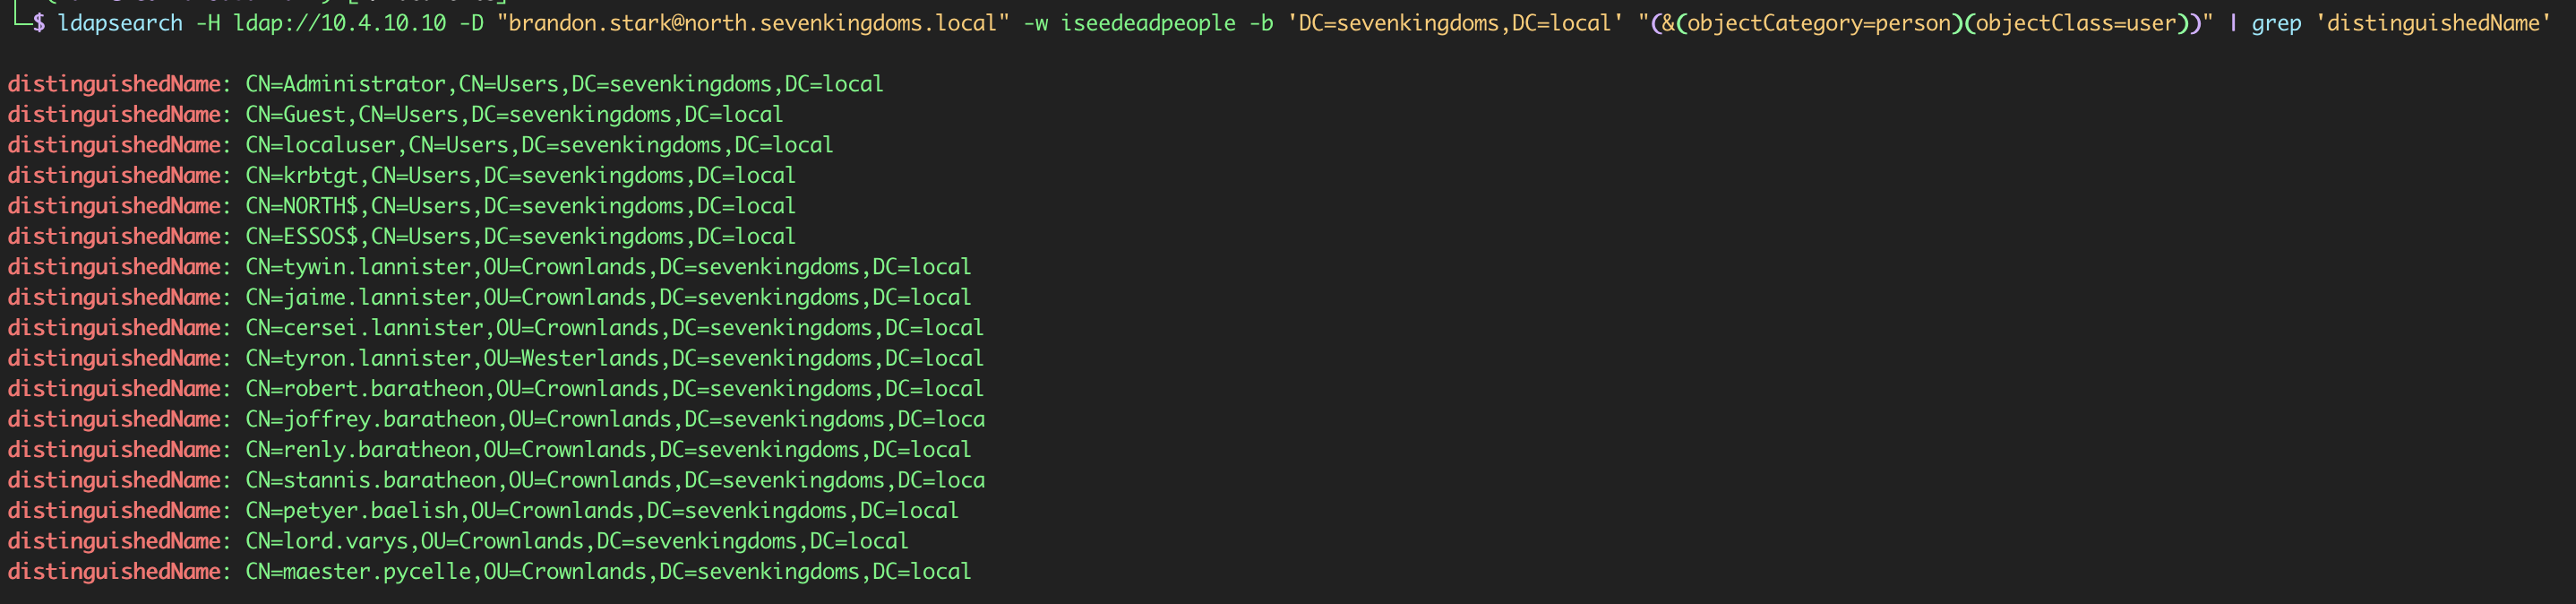 └─$ ldapsearch -H ldap://10.4.10.10 -D "brandon.stark@north.sevenkingdoms.local" -w iseedeadpeople -b 'DC=sevenkingdoms,DC=local' "(&(objectCategory=person)(objectClass=user))" | grep 'distinguishedName'
distinguishedName: CN=Administrator,CN=Users,DC=sevenkingdoms,DC=local
distinguishedName: CN=Guest,CN=Users,DC=sevenkingdoms,DC=local
distinguishedName: CN=localuser,CN=Users,DC=sevenkingdoms,DC=local
distinguishedName: CN=krbtgt,CN=Users,DC=sevenkingdoms,DC=local
distinguishedName: CN=NORTH$,CN=Users,DC=sevenkingdoms,DC=local
distinguishedName: CN=ESSOS$,CN=Users,DC=sevenkingdoms,DC=local
distinguishedName: CN=tywin.lannister,OU=Crownlands,DC=sevenkingdoms,DC=local
distinguishedName: CN=jaime.lannister,OU=Crownlands,DC=sevenkingdoms,DC=local
distinguishedName: CN=cersei.lannister,OU=Crownlands,DC=sevenkingdoms,DC=local
distinguishedName: CN=tyron.lannister,OU=Westerlands,DC=sevenkingdoms,DC=local
distinguishedName: CN=robert.baratheon,OU=Crownlands,DC=sevenkingdoms,DC=local
distinguishedName: CN=joffrey.baratheon,OU=Crownlands,DC=sevenkingdoms,DC=loca
distinguishedName: CN=renly.baratheon,OU=Crownlands,DC=sevenkingdoms,DC=local
distinguishedName: CN=stannis.baratheon,OU=Crownlands,DC=sevenkingdoms,DC=loca
distinguishedName: CN=petyer.baelish,OU=Crownlands,DC=sevenkingdoms,DC=local
distinguishedName: CN=lord.varys,OU=Crownlands,DC=sevenkingdoms,DC=local
distinguishedName: CN=maester.pycelle,OU=Crownlands,DC=sevenkingdoms,DC=local